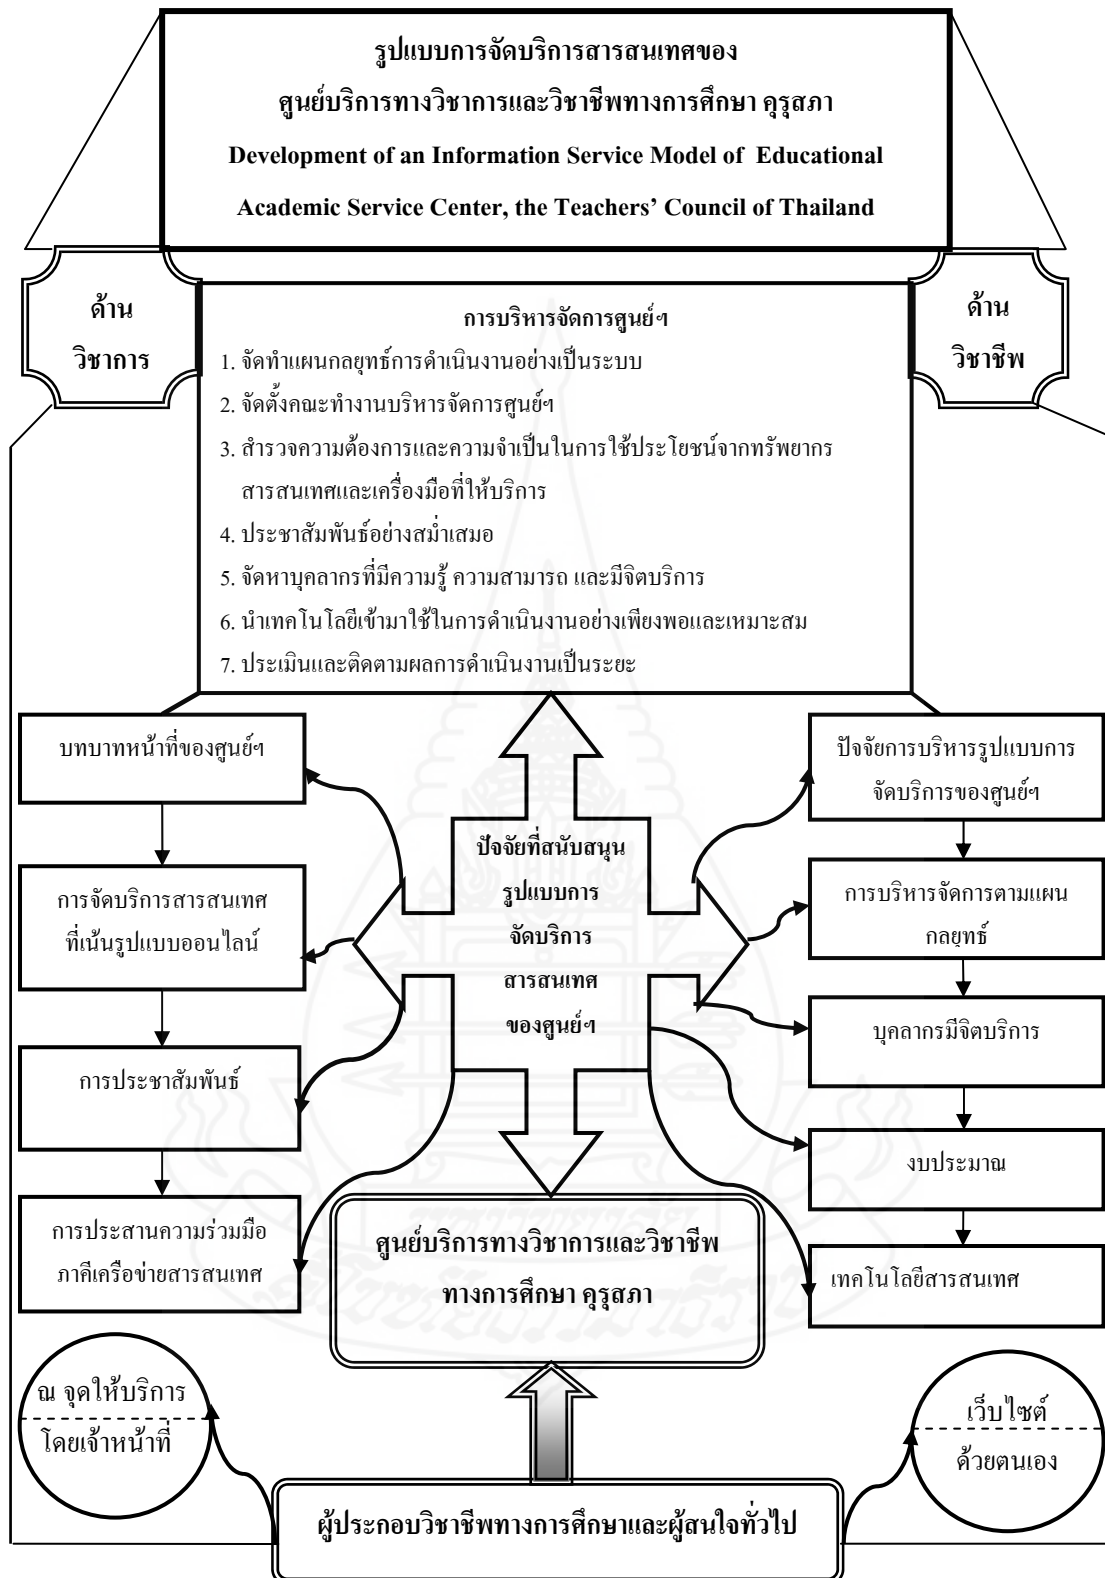 รูปแบบการจัดบริการสารสนเทศของ
ศูนย์บริการทางวิชาการและวิชาชีพทางการศึกษา คุรุสภา
Development of an Information Service Model of Educational
Academic Service Center, the Teachers’ Council of Thailand
ด้าน
วิชาการ
ด้าน
วิชาชีพ
การบริหารจัดการศูนย์ฯ
1. จัดทำแผนกลยุทธ์การดำเนินงานอย่างเป็นระบบ
2. จัดตั้งคณะทำงานบริหารจัดการศูนย์ฯ
3. สำรวจความต้องการและความจำเป็นในการใช้ประโยชน์จากทรัพยากร
สารสนเทศและเครื่องมือที่ให้บริการ
4. ประชาสัมพันธ์อย่างสม่ำเสมอ
5. จัดหาบุคลากรที่มีความรู้ ความสามารถ และมีจิตบริการ
6. นำเทคโนโลยีเข้ามาใช้ในการดำเนินงานอย่างเพียงพอและเหมาะสม
7. ประเมินและติดตามผลการดำเนินงานเป็นระยะ
บทบาทหน้าที่ของศูนย์ฯ
การจัดบริการสารสนเทศ
ที่เน้นรูปแบบออนไลน์
การประชาสัมพันธ์
การประสานความร่วมมือ
ภาคีเครือข่ายสารสนเทศ
ปัจจัยที่สนับสนุน
รูปแบบการ
จัดบริการ
สารสนเทศ
ของศูนย์ฯ
ปัจจัยการบริหารรูปแบบการ
จัดบริการของศูนย์ฯ
การบริหารจัดการตามแผน
กลยุทธ์
บุคลากรมีจิตบริการ
งบประมาณ
เทคโนโลยีสารสนเทศ
ศูนย์บริการทางวิชาการและวิชาชีพ
ทางการศึกษา คุรุสภา
ณ จุดให้บริการ
โดยเจ้าหน้าที่
เว็บไซต์
ด้วยตนเอง
ผู้ประกอบวิชาชีพทางการศึกษาและผู้สนใจทั่วไป